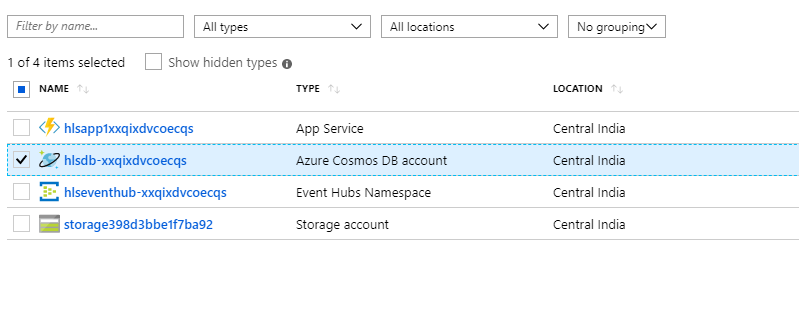 Filter by name... All types All locations No grouping
1 of 4 items selected Show hidden types
NAME TYPE LOCATION
hlsapp1xxqixdvcoecqs App Service Central India
hlsdb-xxqixdvcoecqs Azure Cosmos DB account Central India
hlseventhub-xxqixdvcoecqs Event Hubs Namespace Central India
storage398d3bbe1f7ba92 Storage account Central India